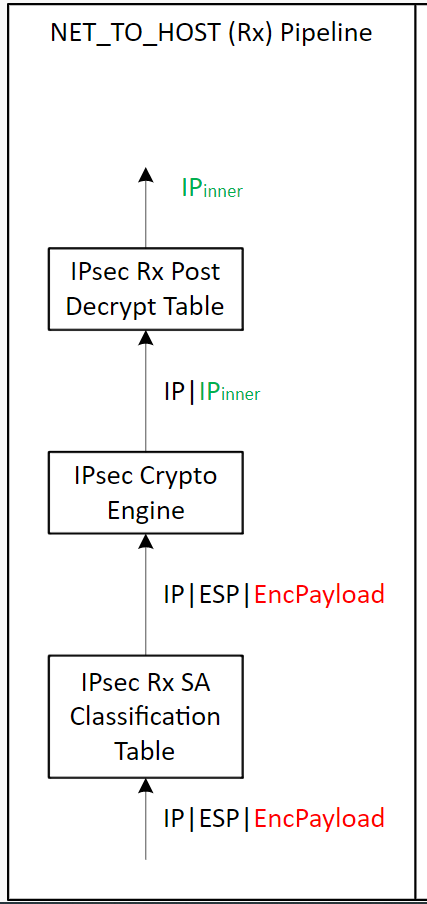 NET_TO_HOST (Rx) Pipeline
IPinner
IPsec Rx Post
Decrypt Table
IP|IPinner
IPsec Crypto
Engine
IP|ESP|EncPayload
IPsec Rx SA
Classification
Table
IP|ESP|EncPayload